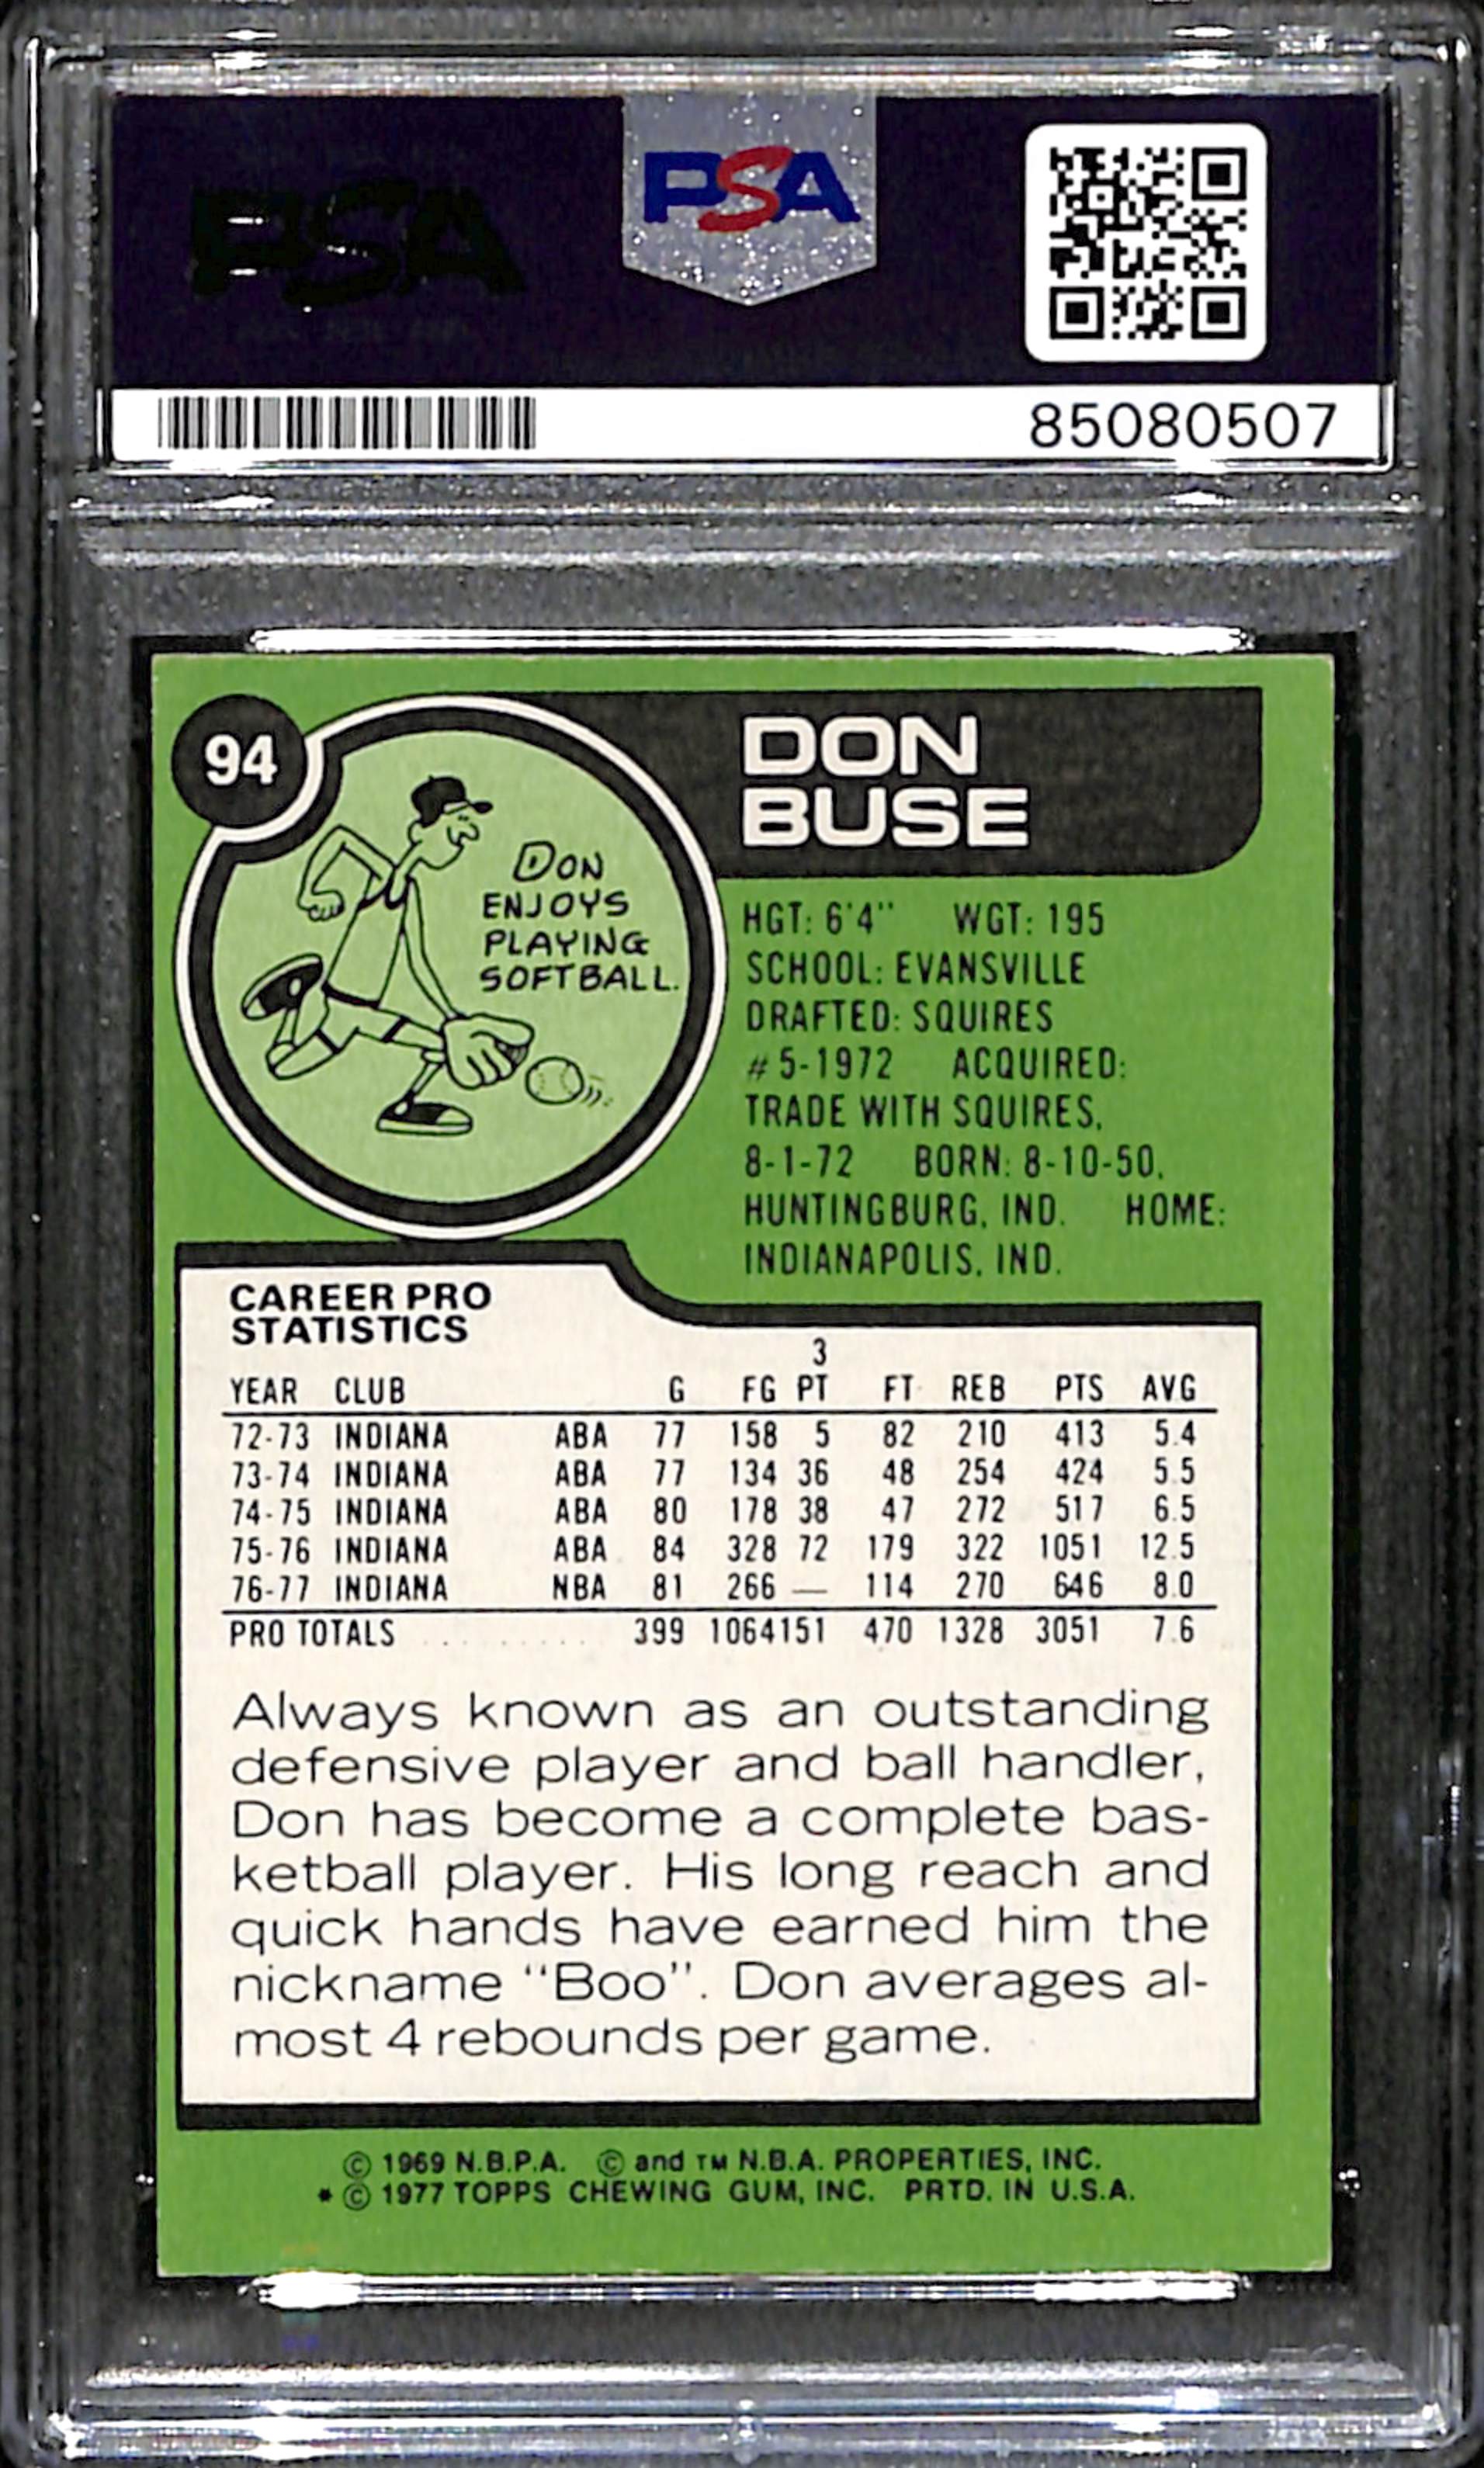 PSA
PSA
85080507
94
DON
BUSE
DON
ENJOYS
PLAYING
SOFTBALL.
HGT: 6'4" WGT: 195
SCHOOL: EVANSVILLE
DRAFTED: SQUIRES
# 5-1972 ACQUIRED:
TRADE WITH SQUIRES,
8-1-72 BORN: 8-10-50,
HUNTINGBURG, IND. HOME:
INDIANAPOLIS, IND.
CAREER PRO
STATISTICS
3
YEAR CLUB G FG PT FT REB PTS AVG
72-73 INDIANA ABA 77 158 5 82 210 413 5.4
73-74 INDIANA ABA 77 134 36 48 254 424 5.5
74-75 INDIANA ABA 80 178 38 47 272 517 6.5
75-76 INDIANA ABA 84 328 72 179 322 1051 12.5
76-77 INDIANA NBA 81 266 — 114 270 646 8.0
PRO TOTALS . . . . . . . . . . 399 1064 151 470 1328 3051 7.6
Always known as an outstanding
defensive player and ball handler,
Don has become a complete bas-
ketball player. His long reach and
quick hands have earned him the
nickname "Boo". Don averages al-
most 4 rebounds per game.
© 1969 N.B.P.A. © and TM N.B.A. PROPERTIES, INC.
* © 1977 TOPPS CHEWING GUM, INC. PRTD. IN U.S.A.